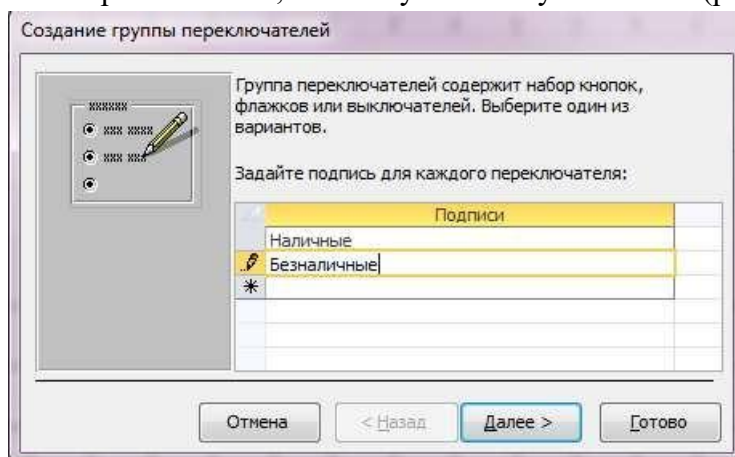 Создание группы переключателей
Группа переключателей содержит набор кнопок,
флажков или выключателей. Выберите один из
вариантов.
Задайте подпись для каждого переключателя:
Подписи
Наличные
Безналичные
Отмена
< Назад
Далее >
Готово